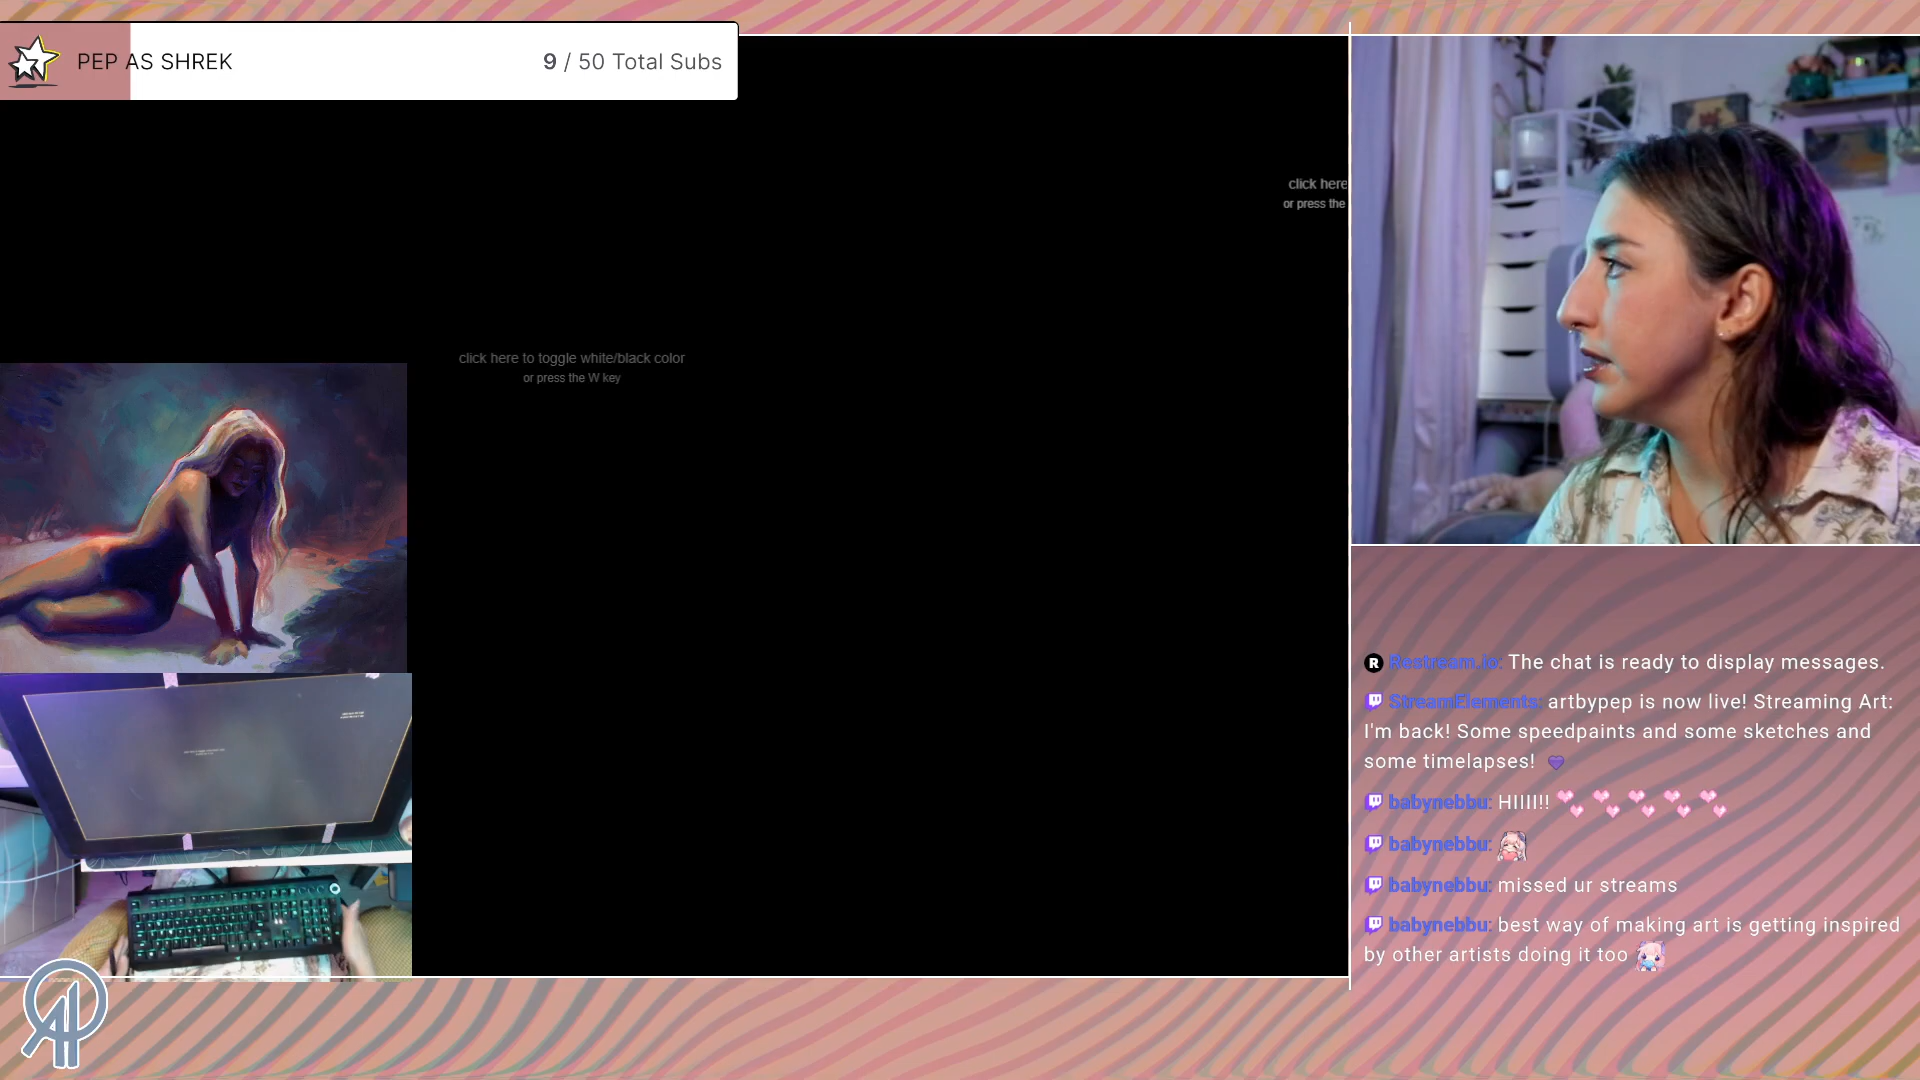 PEP AS SHREK
9 / 50 Total Subs
click here
or press the
click here to toggle white/black color
or press the W key
Restream.io: The chat is ready to display messages.
StreamElements: artbypep is now live! Streaming Art:
I'm back! Some speedpaints and some sketches and
some timelapses!
babynebbu: HIIII!!
babynebbu:
babynebbu: missed ur streams
babynebbu: best way of making art is getting inspired
by other artists doing it too